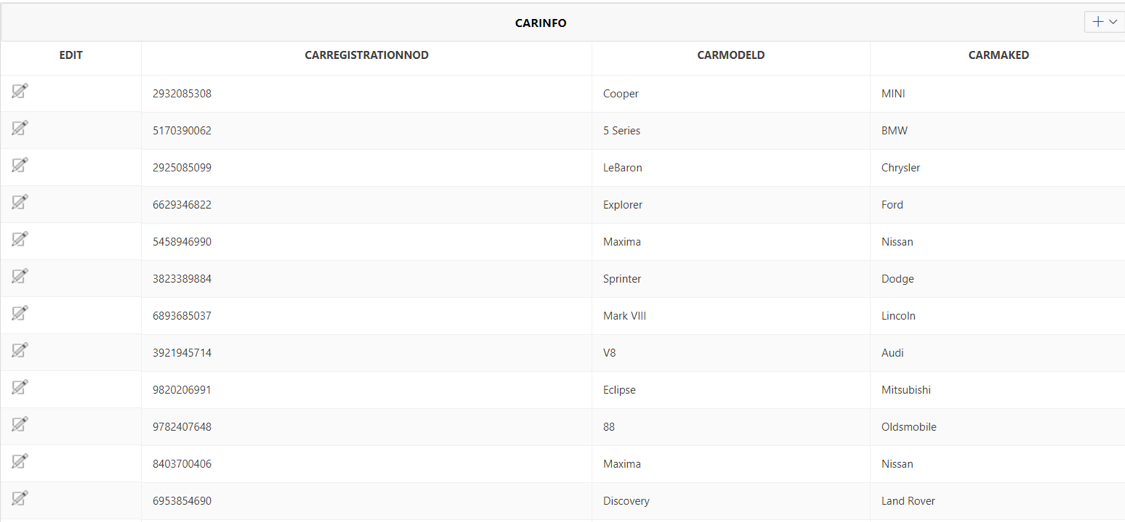 CARINFO
EDIT CARREGISTRATIONNOD CARMODELD CARMAKED
2932085308 Cooper MINI
5170390062 5 Series BMW
2925085099 LeBaron Chrysler
6629346822 Explorer Ford
5458946990 Maxima Nissan
3823389884 Sprinter Dodge
6893685037 Mark VIII Lincoln
3921945714 V8 Audi
9820206991 Eclipse Mitsubishi
9782407648 88 Oldsmobile
8403700406 Maxima Nissan
6953854690 Discovery Land Rover